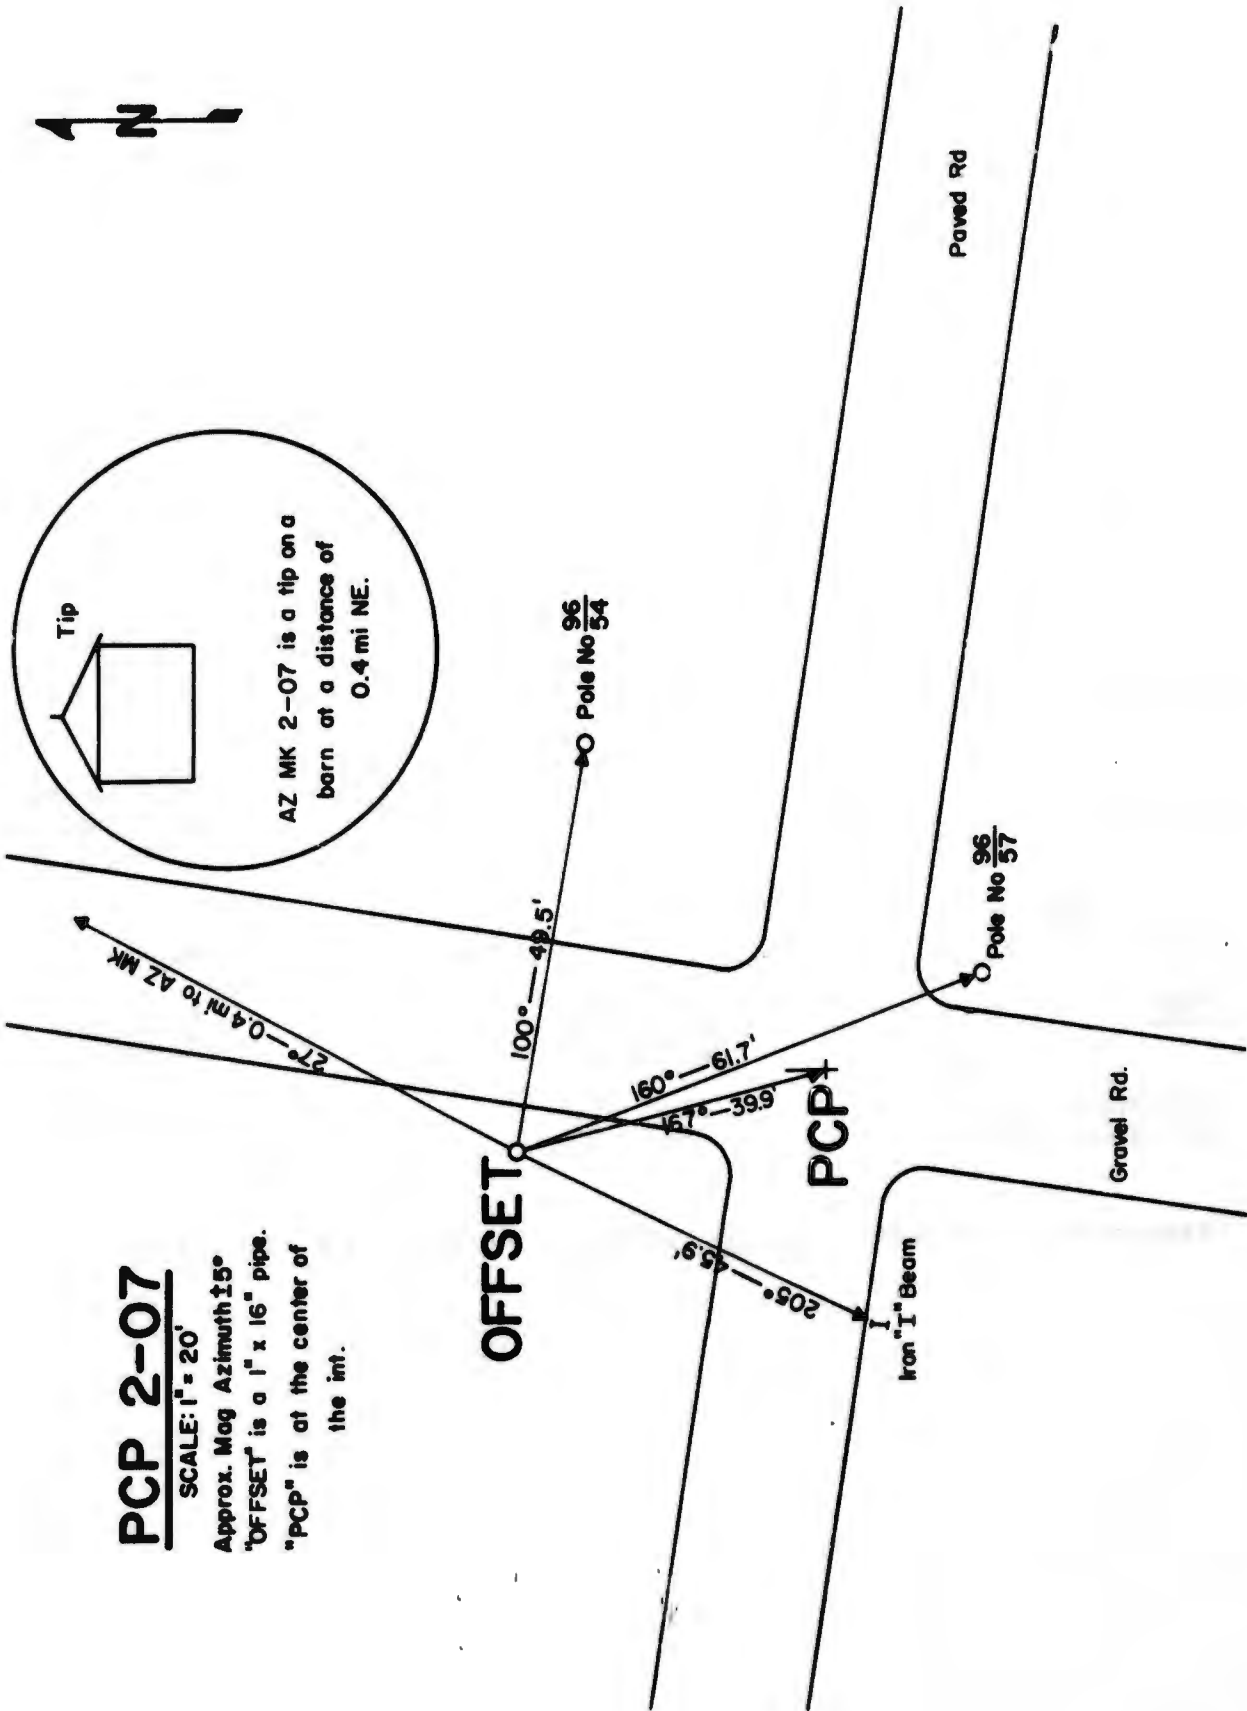 PCP 2-07
SCALE: 1" = 20'
Approx. Mag Azimuth ±5°
"OFFSET" is a 1" x 16" pipe.
"PCP" is at the center of
the int.
N
Tip
AZ MK 2-07 is a tip on a
barn at a distance of
0.4 mi NE.
27°—0.4 mi to AZ MK
OFFSET
100°—49.5'
Pole No 96/54
160°—61.7'
167°—39.9'
205°—45.9'
PCP
Pole No 96/57
Iron "I" Beam
I
Gravel Rd.
Paved Rd